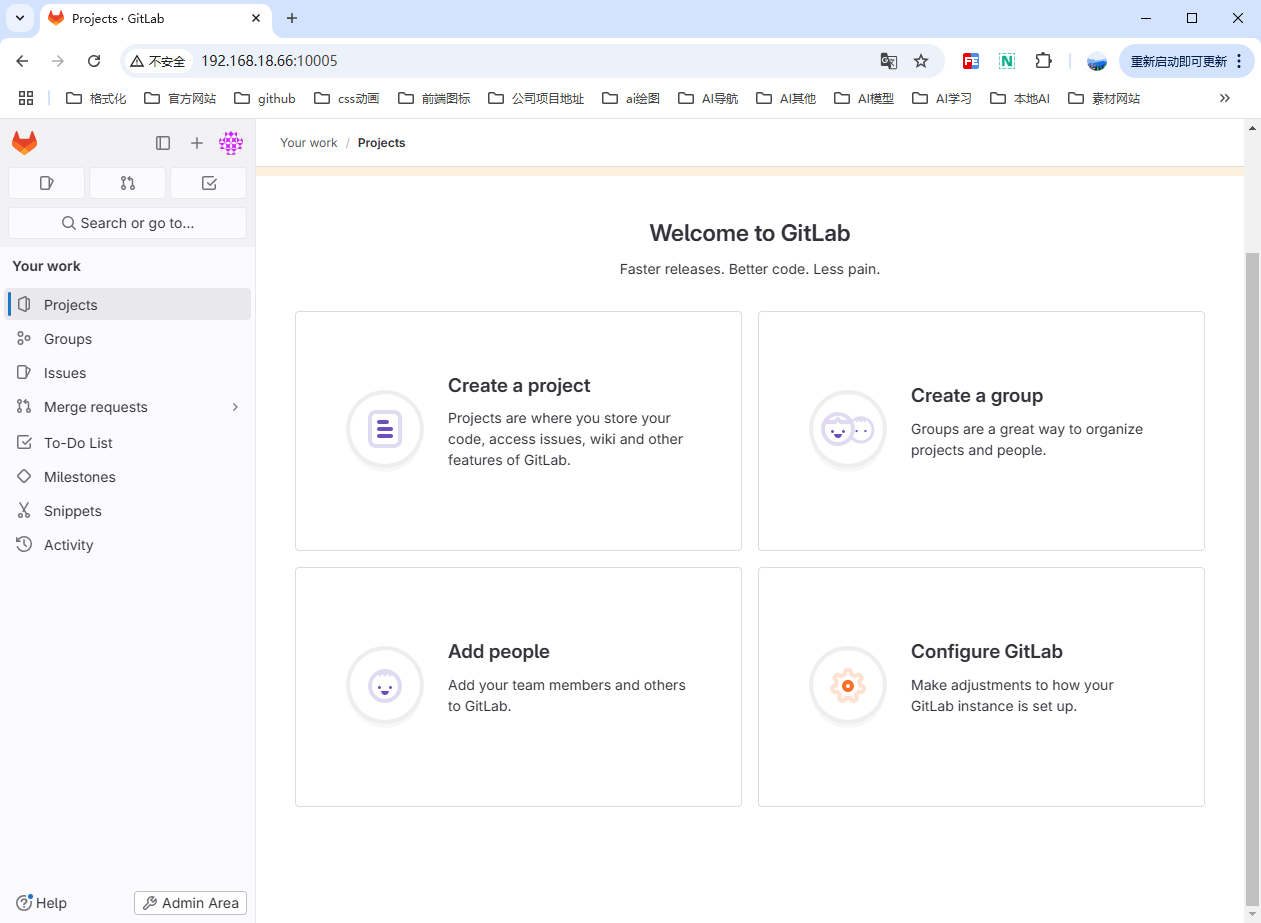 Projects · GitLab
不安全
192.168.18.66:10005
重新启动即可更新
格式化
官方网站
github
css动画
前端图标
公司项目地址
ai绘图
AI导航
AI其他
AI模型
AI学习
本地AI
素材网站
Search or go to...
Your work
Projects
Groups
Issues
Merge requests
To-Do List
Milestones
Snippets
Activity
Help
Admin Area
Your work / Projects
Welcome to GitLab
Faster releases. Better code. Less pain.
Create a project
Projects are where you store your
code, access issues, wiki and other
features of GitLab.
Create a group
Groups are a great way to organize
projects and people.
Add people
Add your team members and others
to GitLab.
Configure GitLab
Make adjustments to how your
GitLab instance is set up.